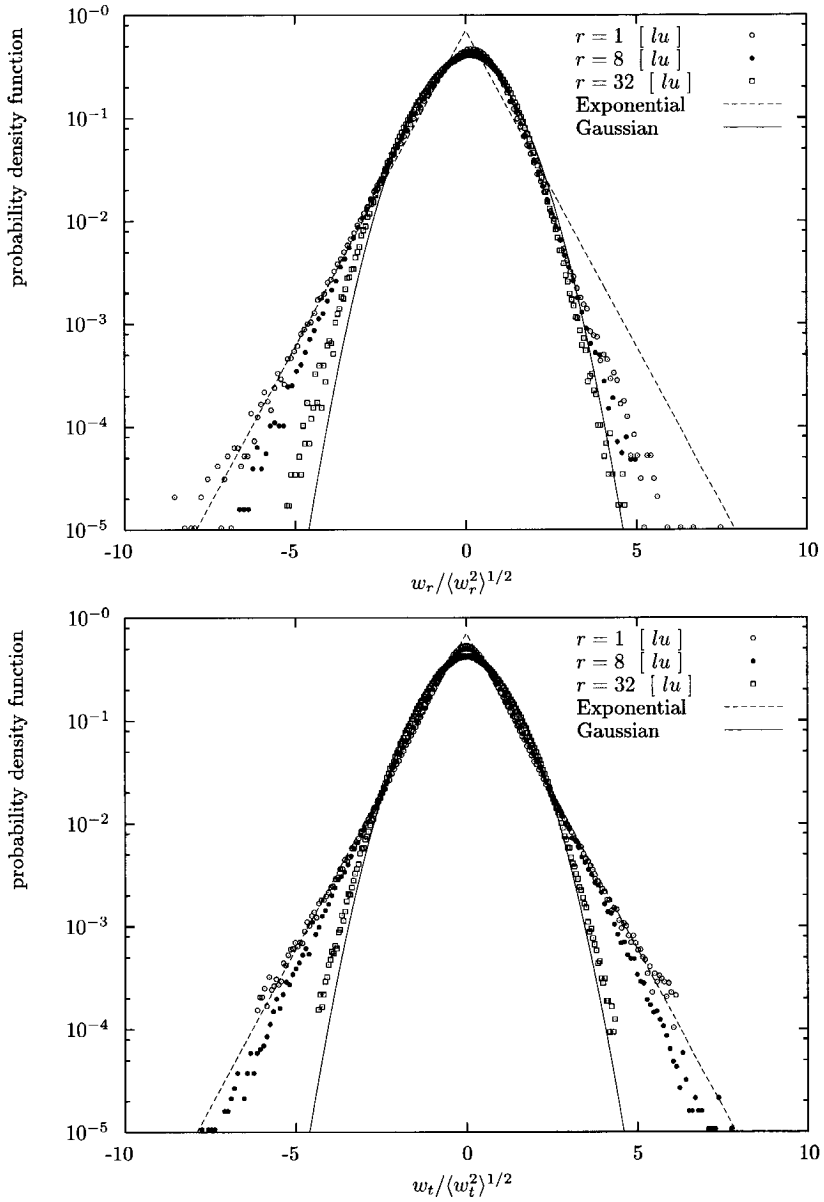 10^{-0}
10^{-1}
10^{-2}
10^{-3}
10^{-4}
10^{-5}
probability density function
r = 1 [ lu ]
r = 8 [ lu ]
r = 32 [ lu ]
Exponential
Gaussian
-10 -5 0 5 10
w_r/⟨w_r^2⟩^{1/2}
10^{-0}
10^{-1}
10^{-2}
10^{-3}
10^{-4}
10^{-5}
probability density function
r = 1 [ lu ]
r = 8 [ lu ]
r = 32 [ lu ]
Exponential
Gaussian
-10 -5 0 5 10
w_t/⟨w_t^2⟩^{1/2}